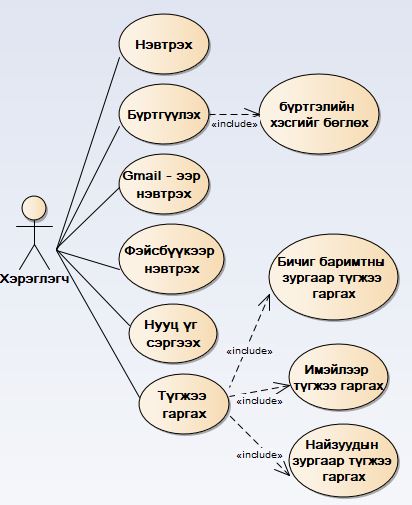 Нэвтрэх
Бүртгүүлэх
«include»
бүртгэлийн
хэсгийг бөглөх
Gmail - ээр
нэвтрэх
Хэрэглэгч
Фэйсбүүкээр
нэвтрэх
Нууц үг
сэргээх
Түгжээ
гаргах
«include»
Бичиг баримтны
зургаар түгжээ
гаргах
«include»
Имэйлээр
түгжээ гаргах
«include»
Найзуудын
зургаар түгжээ
гаргах